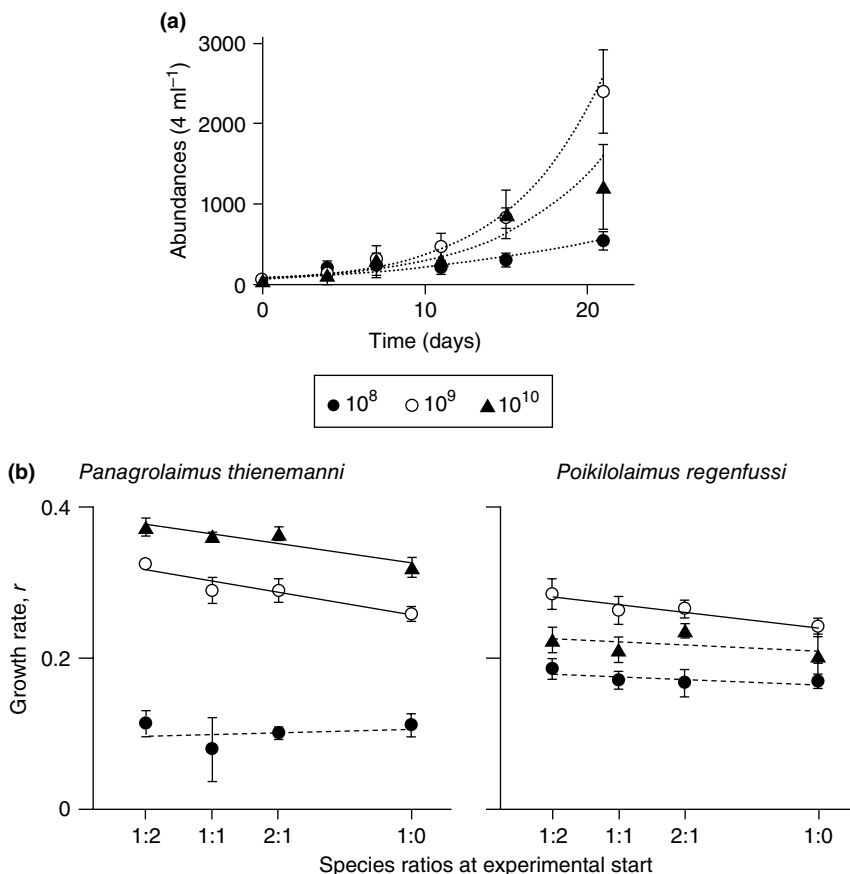 (a)
3000
2000
1000
0
Abundances (4 ml⁻¹)
0 10 20
Time (days)
10⁸ 10⁹ 10¹⁰
(b) Panagrolaimus thienemanni Poikilolaimus regenfussi
0.4
0.2
0
Growth rate, r
1:2 1:1 2:1 1:0 1:2 1:1 2:1 1:0
Species ratios at experimental start